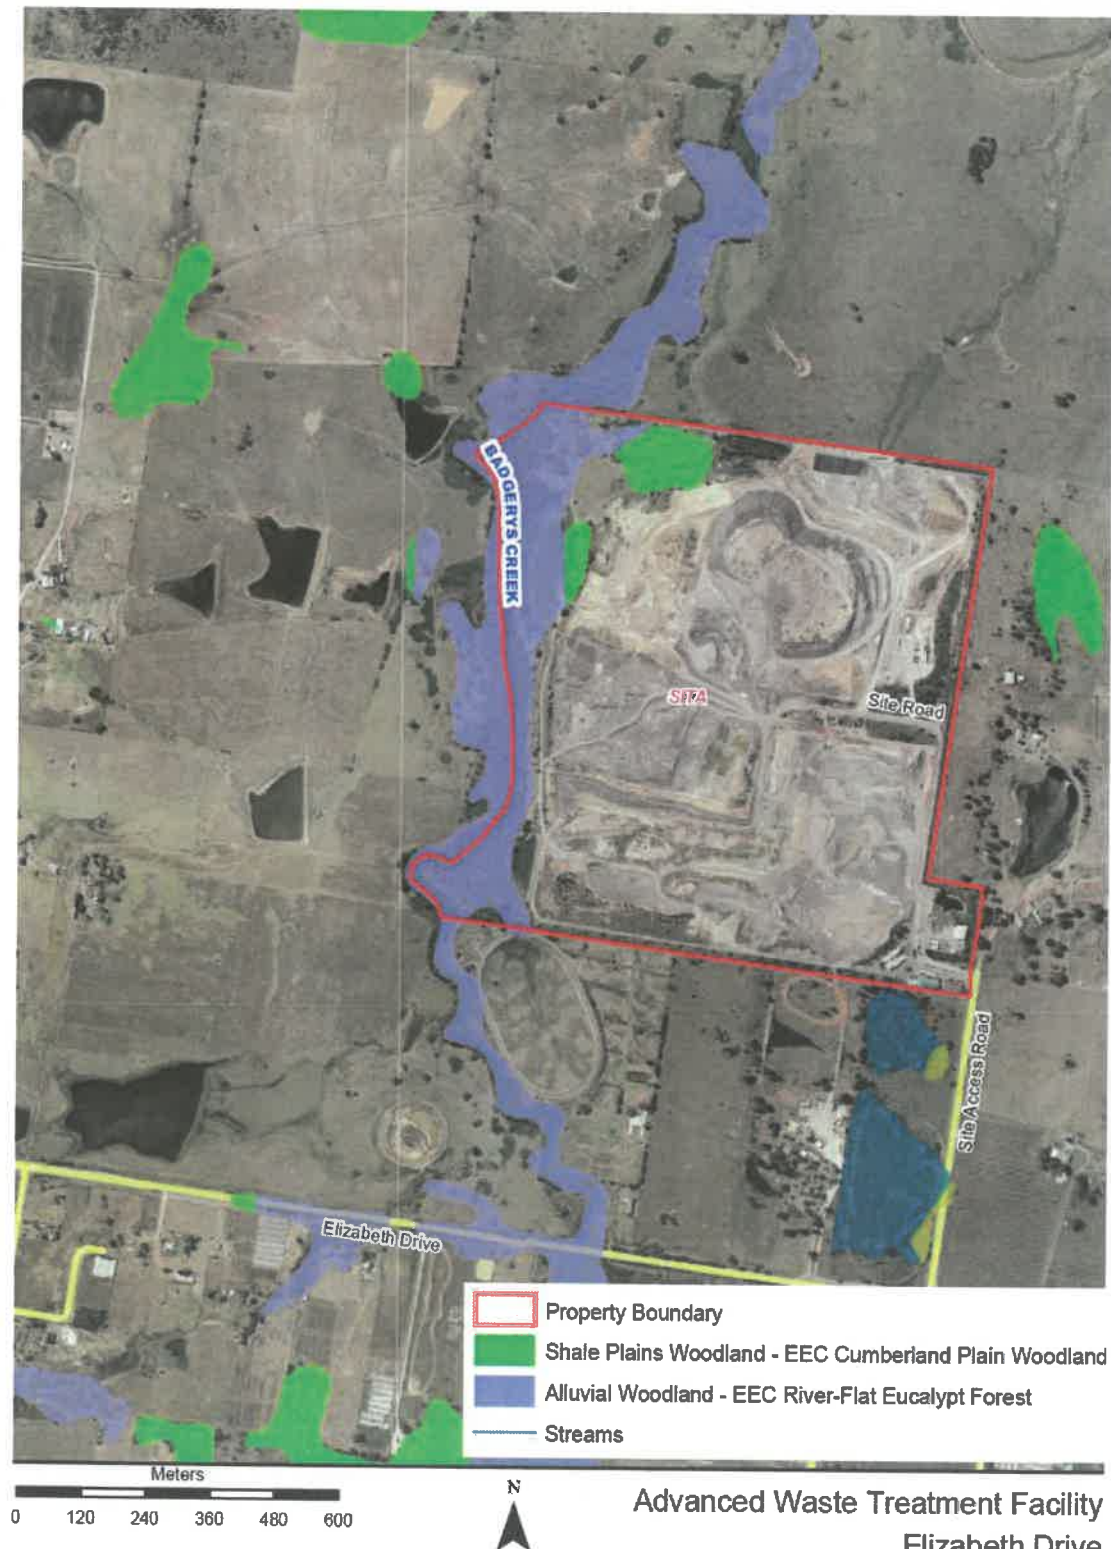 BADGERYS CREEK
SITA
Site Road
Site Access Road
Elizabeth Drive
Property Boundary
Shale Plains Woodland - EEC Cumberland Plain Woodland
Alluvial Woodland - EEC River-Flat Eucalypt Forest
Streams
Meters
0 120 240 360 480 600
N
Advanced Waste Treatment Facility
Elizabeth Drive